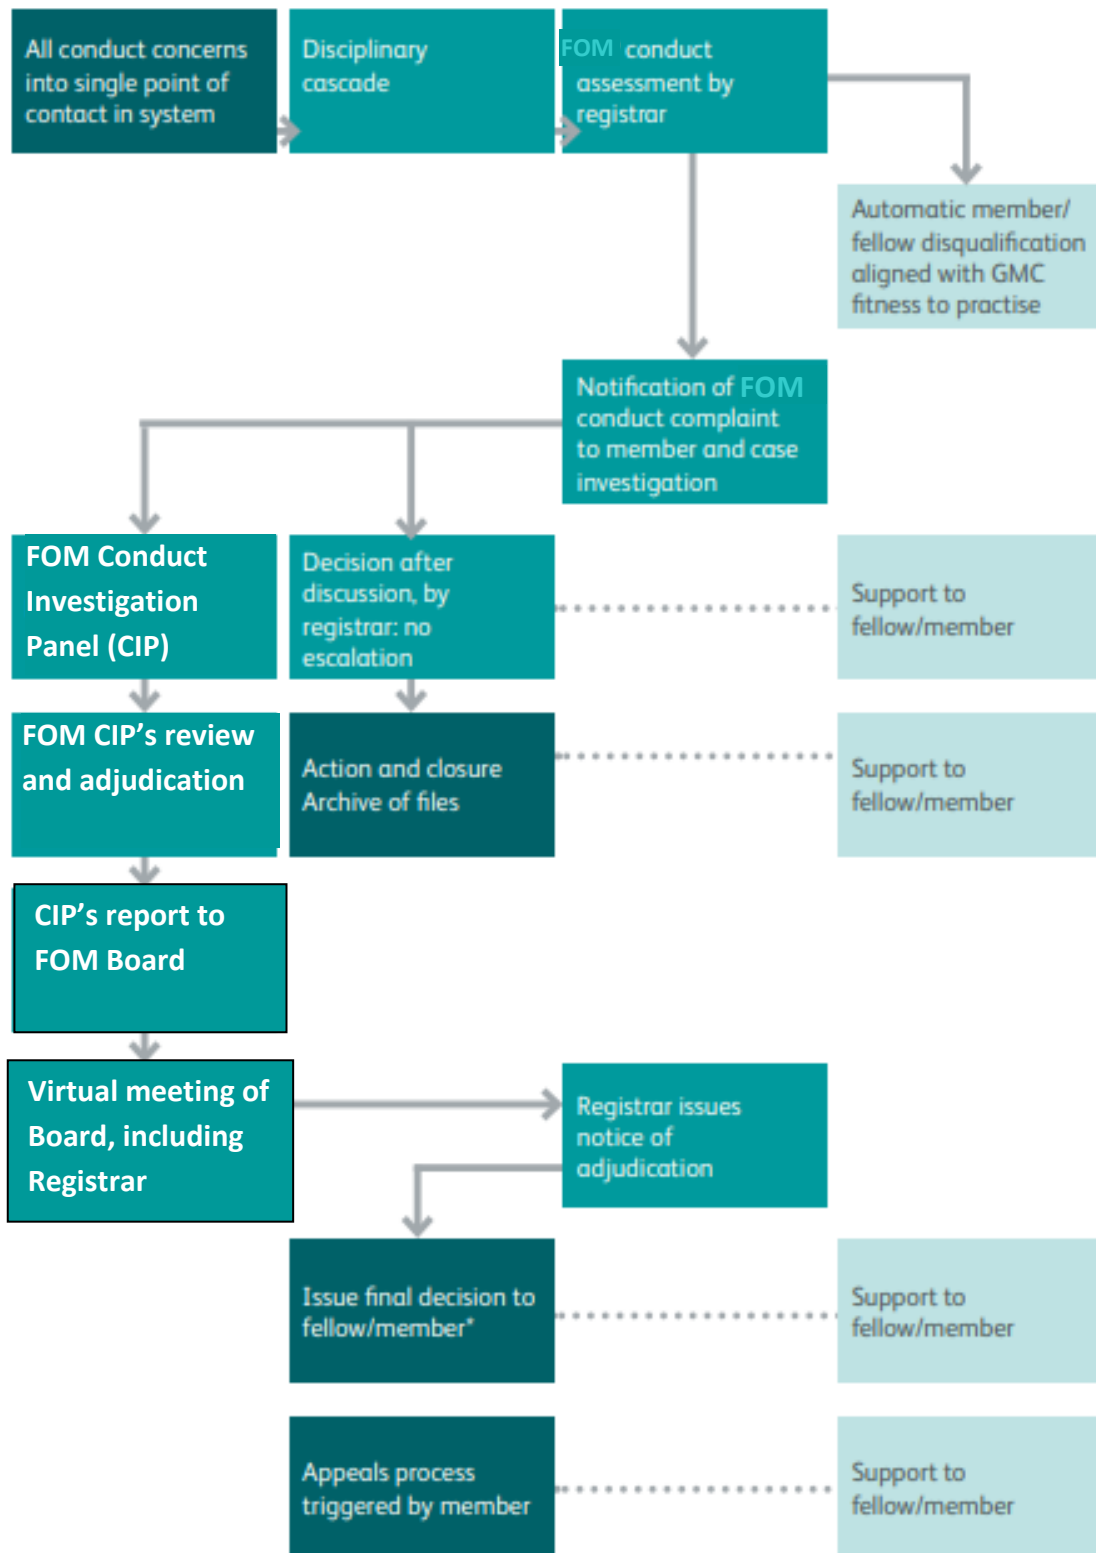 All conduct concerns
into single point of
contact in system
Disciplinary
cascade
FOM conduct
assessment by
registrar
Automatic member/
fellow disqualification
aligned with GMC
fitness to practise
Notification of FOM
conduct complaint
to member and case
investigation
FOM Conduct
Investigation
Panel (CIP)
Decision after
discussion, by
registrar: no
escalation
Support to
fellow/member
FOM CIP’s review
and adjudication
Action and closure
Archive of files
Support to
fellow/member
CIP’s report to
FOM Board
Virtual meeting of
Board, including
Registrar
Registrar issues
notice of
adjudication
Issue final decision to
fellow/member*
Support to
fellow/member
Appeals process
triggered by member
Support to
fellow/member